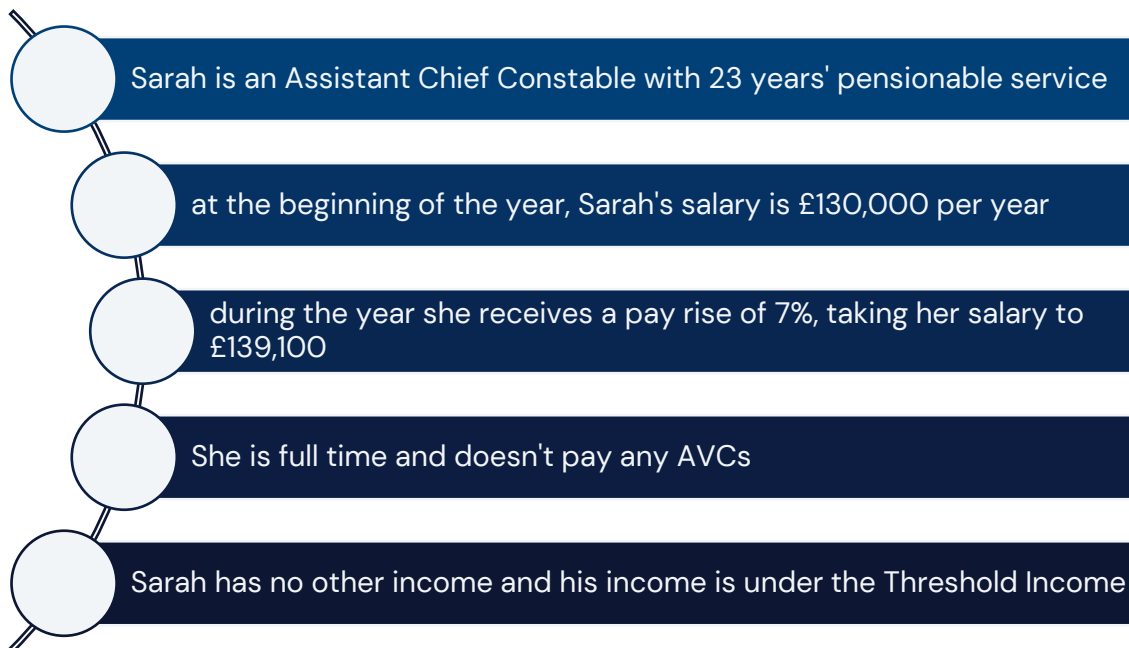 Sarah is an Assistant Chief Constable with 23 years' pensionable service
at the beginning of the year, Sarah's salary is £130,000 per year
during the year she receives a pay rise of 7%, taking her salary to
£139,100
She is full time and doesn't pay any AVCs
Sarah has no other income and his income is under the Threshold Income